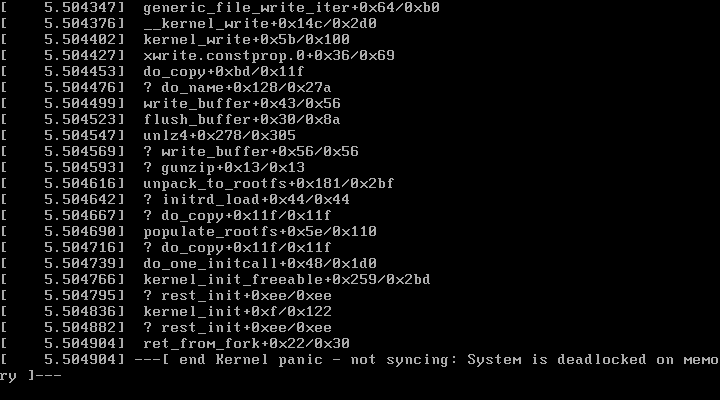 [    5.504347]  generic_file_write_iter+0x64/0xb0
[    5.504376]  __kernel_write+0x14c/0x2d0
[    5.504402]  kernel_write+0x5b/0x100
[    5.504427]  xwrite.constprop.0+0x36/0x69
[    5.504453]  do_copy+0xbd/0x11f
[    5.504476]  ? do_name+0x128/0x27a
[    5.504499]  write_buffer+0x43/0x56
[    5.504523]  flush_buffer+0x30/0x8a
[    5.504547]  unlz4+0x278/0x305
[    5.504569]  ? write_buffer+0x56/0x56
[    5.504593]  ? gunzip+0x13/0x13
[    5.504616]  unpack_to_rootfs+0x181/0x2bf
[    5.504642]  ? initrd_load+0x44/0x44
[    5.504667]  ? do_copy+0x11f/0x11f
[    5.504690]  populate_rootfs+0x5e/0x110
[    5.504716]  ? do_copy+0x11f/0x11f
[    5.504739]  do_one_initcall+0x48/0x1d0
[    5.504766]  kernel_init_freeable+0x259/0x2bd
[    5.504795]  ? rest_init+0xee/0xee
[    5.504836]  kernel_init+0xf/0x122
[    5.504882]  ? rest_init+0xee/0xee
[    5.504904]  ret_from_fork+0x22/0x30
[    5.504904] ---[ end Kernel panic - not syncing: System is deadlocked on memo
ry ]---